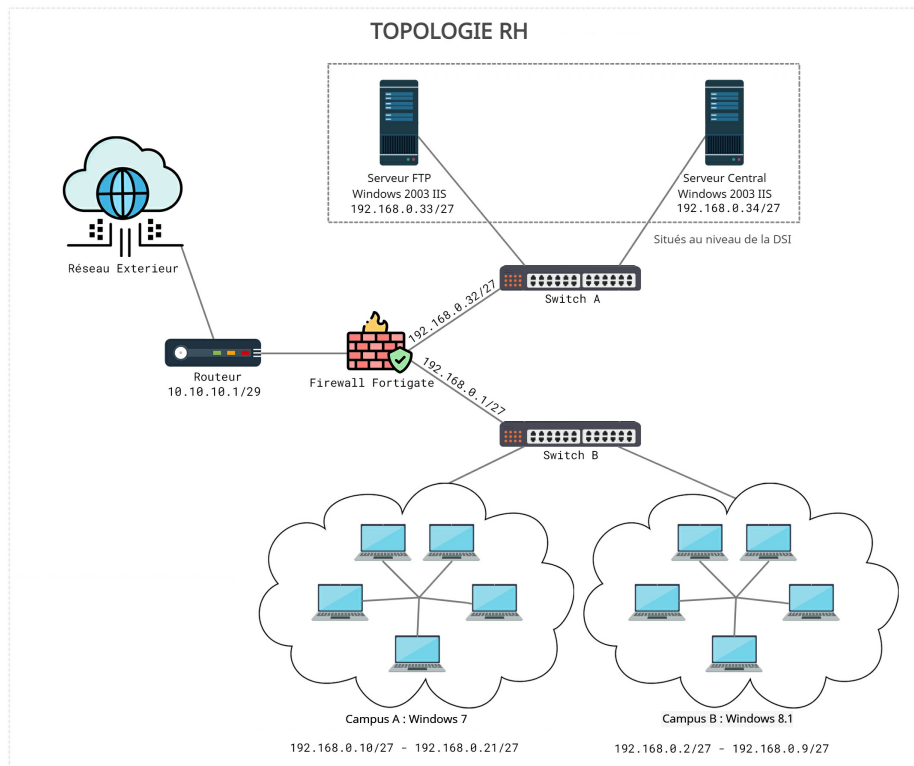 TOPOLOGIE RH
Serveur FTP
Windows 2003 IIS
192.168.0.33/27
Serveur Central
Windows 2003 IIS
192.168.0.34/27
Situés au niveau de la DSI
Réseau Exterieur
Switch A
192.168.0.32/27
Routeur
10.10.10.1/29
Firewall Fortigate
192.168.0.1/27
Switch B
Campus A : Windows 7
192.168.0.10/27 - 192.168.0.21/27
Campus B : Windows 8.1
192.168.0.2/27 - 192.168.0.9/27